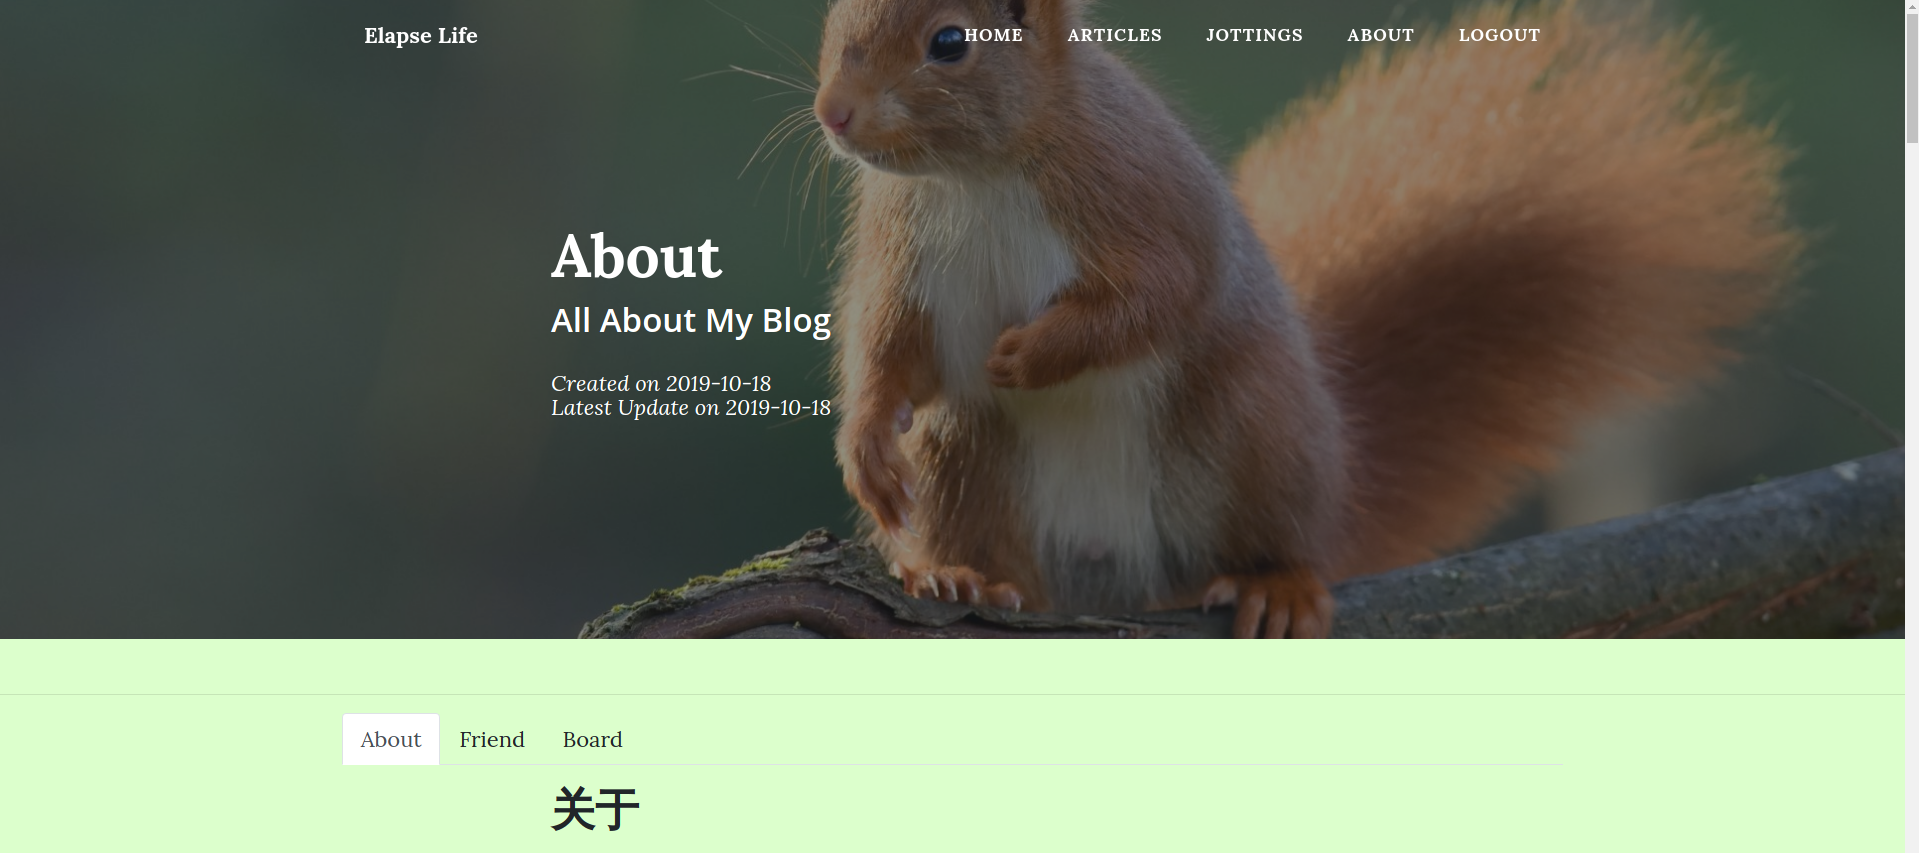 Elapse Life
HOME ARTICLES JOTTINGS ABOUT LOGOUT
About
All About My Blog
Created on 2019-10-18
Latest Update on 2019-10-18
About Friend Board
关于